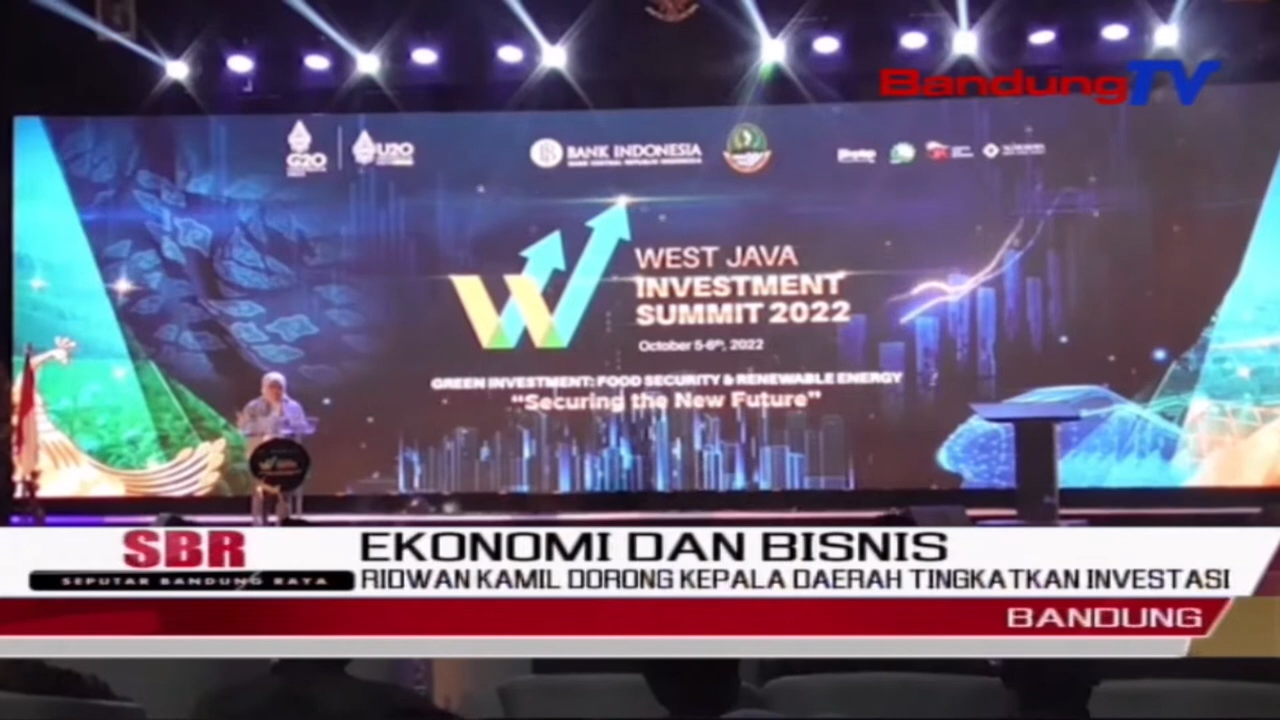 BandungTV
G20
U20
BANK INDONESIA
WEST JAVA
INVESTMENT
SUMMIT 2022
October 5-6th, 2022
GREEN INVESTMENT: FOOD SECURITY & RENEWABLE ENERGY
"Securing the New Future"
SBR
SEPUTAR BANDUNG RAYA
EKONOMI DAN BISNIS
RIDWAN KAMIL DORONG KEPALA DAERAH TINGKATKAN INVESTASI
BANDUNG